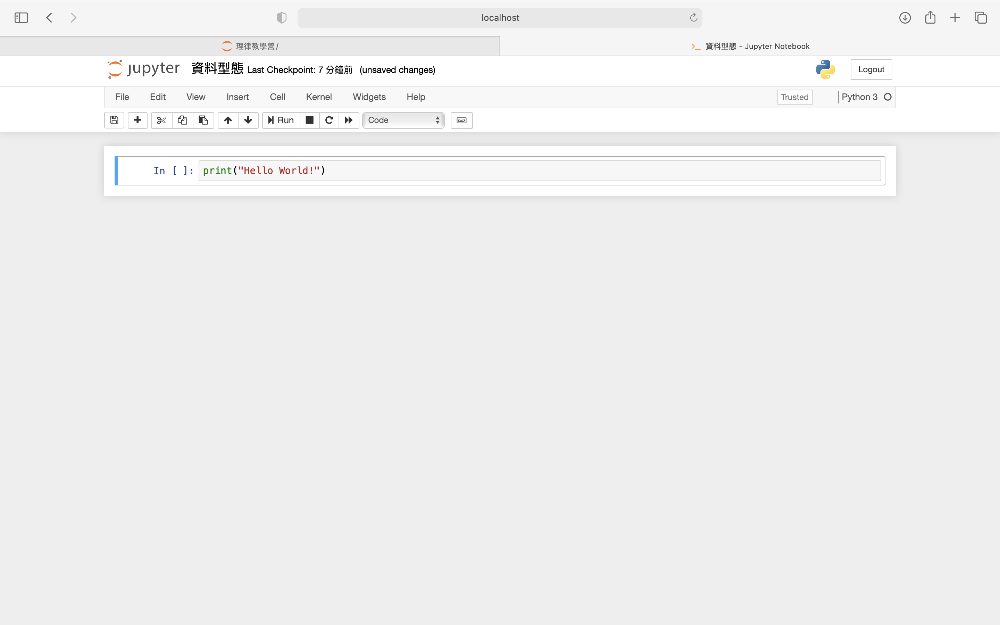 localhost
理律教學營/
資料型態 - Jupyter Notebook
jupyter 資料型態 Last Checkpoint: 7 分鐘前 (unsaved changes)
Logout
File Edit View Insert Cell Kernel Widgets Help
Trusted
Python 3
Run
Code
In [ ]: print("Hello World!")